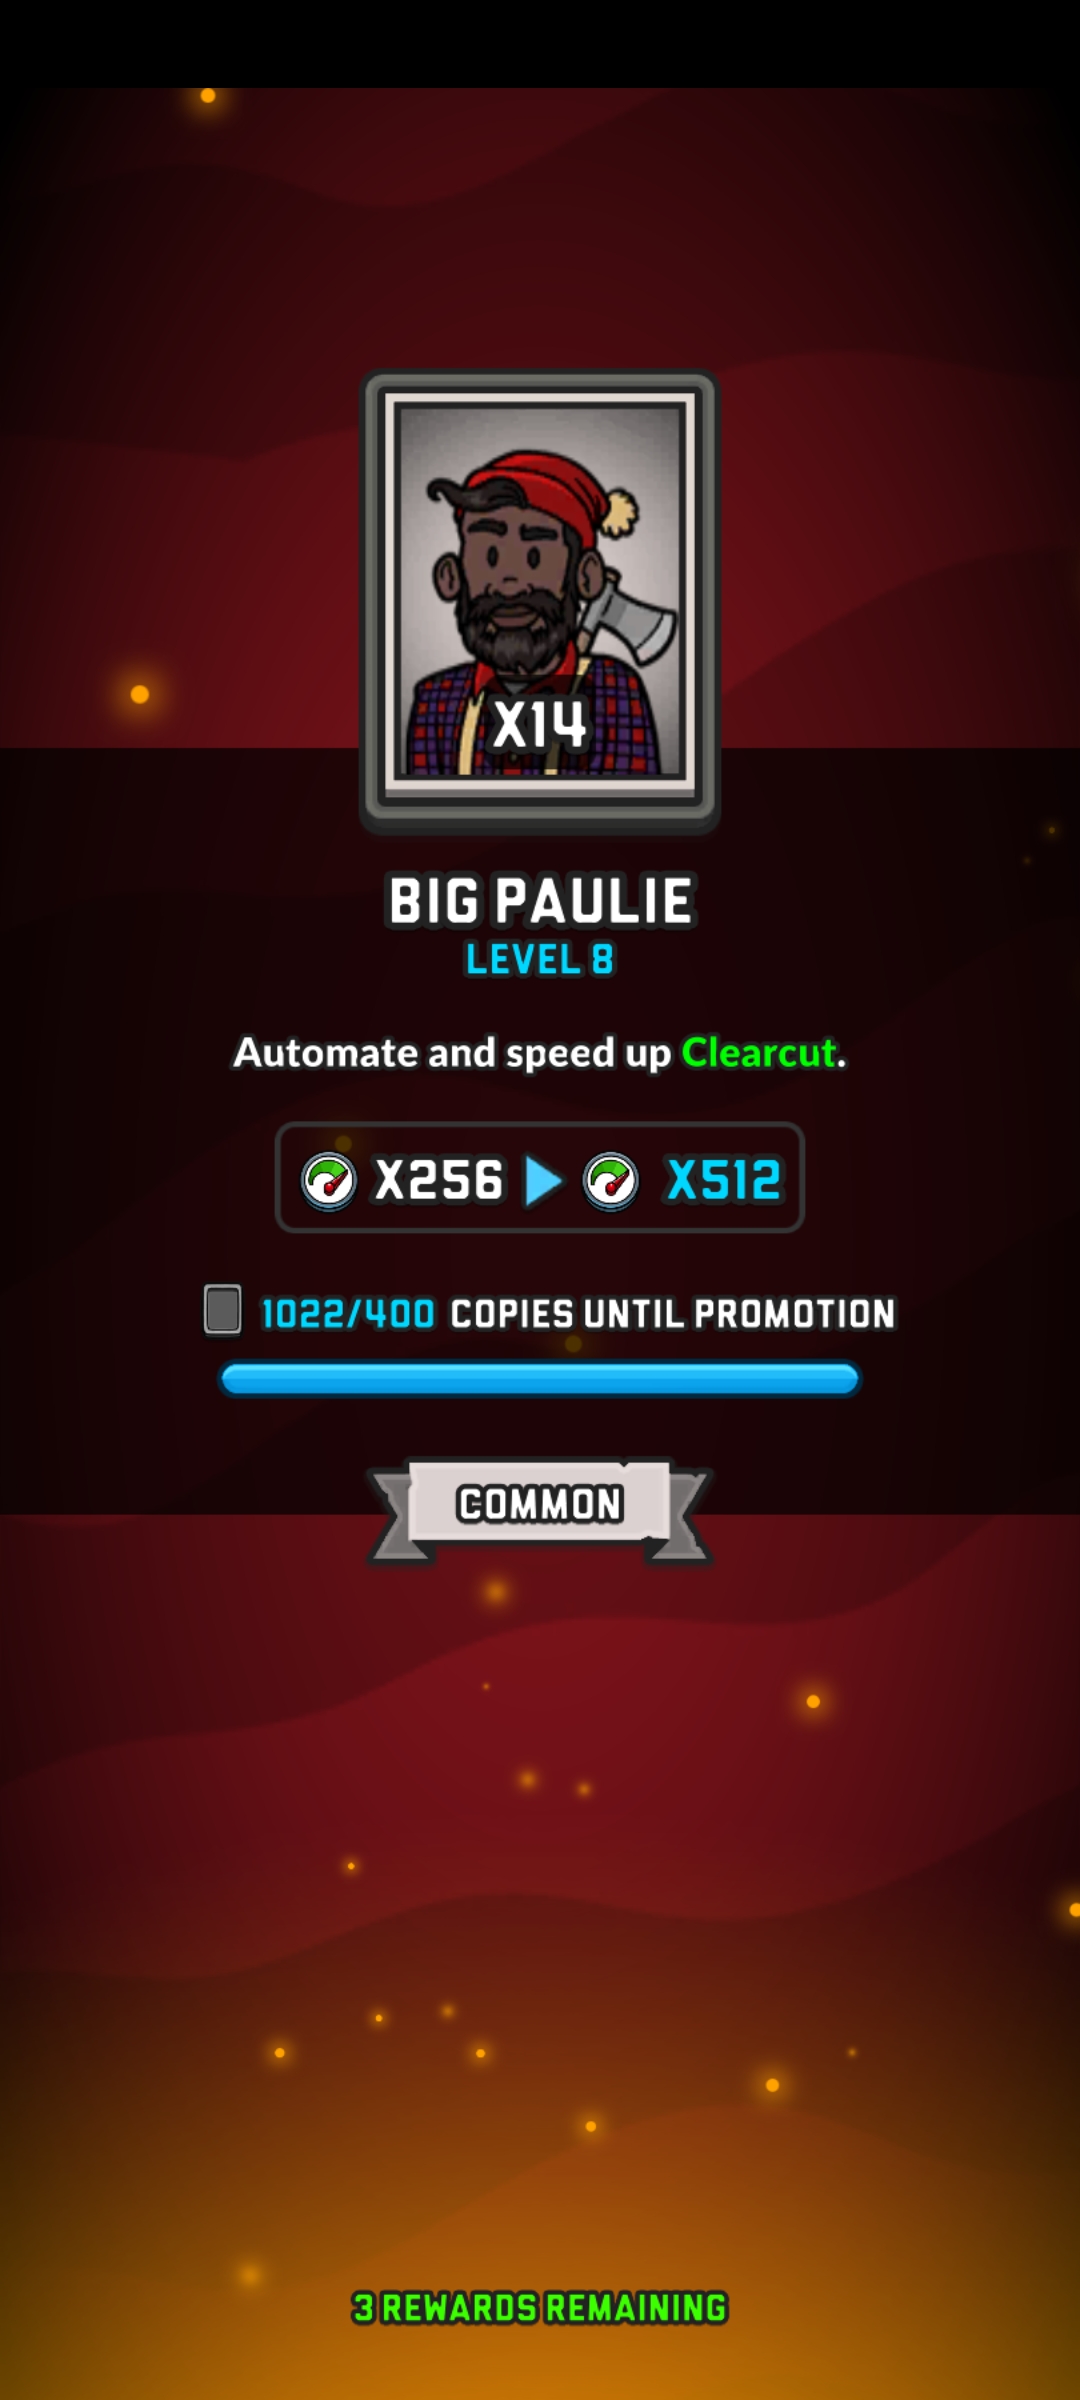 X14
BIG PAULIE
LEVEL 8
Automate and speed up Clearcut.
X256 X512
1022/400 COPIES UNTIL PROMOTION
COMMON
3 REWARDS REMAINING